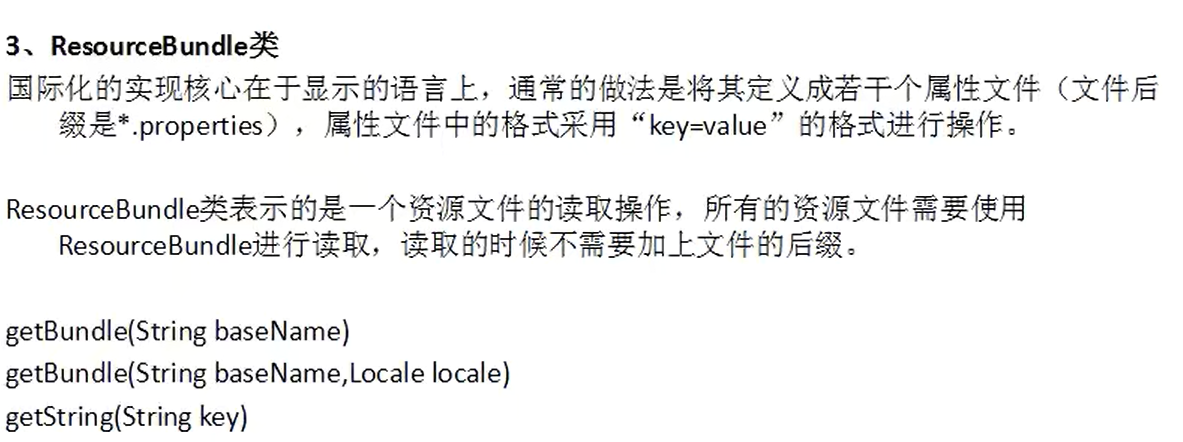 3、ResourceBundle类
国际化的实现核心在于显示的语言上，通常的做法是将其定义成若干个属性文件（文件后
缀是*.properties），属性文件中的格式采用“key=value”的格式进行操作。
ResourceBundle类表示的是一个资源文件的读取操作，所有的资源文件需要使用
ResourceBundle进行读取，读取的时候不需要加上文件的后缀。
getBundle(String baseName)
getBundle(String baseName,Locale locale)
getString(String key)